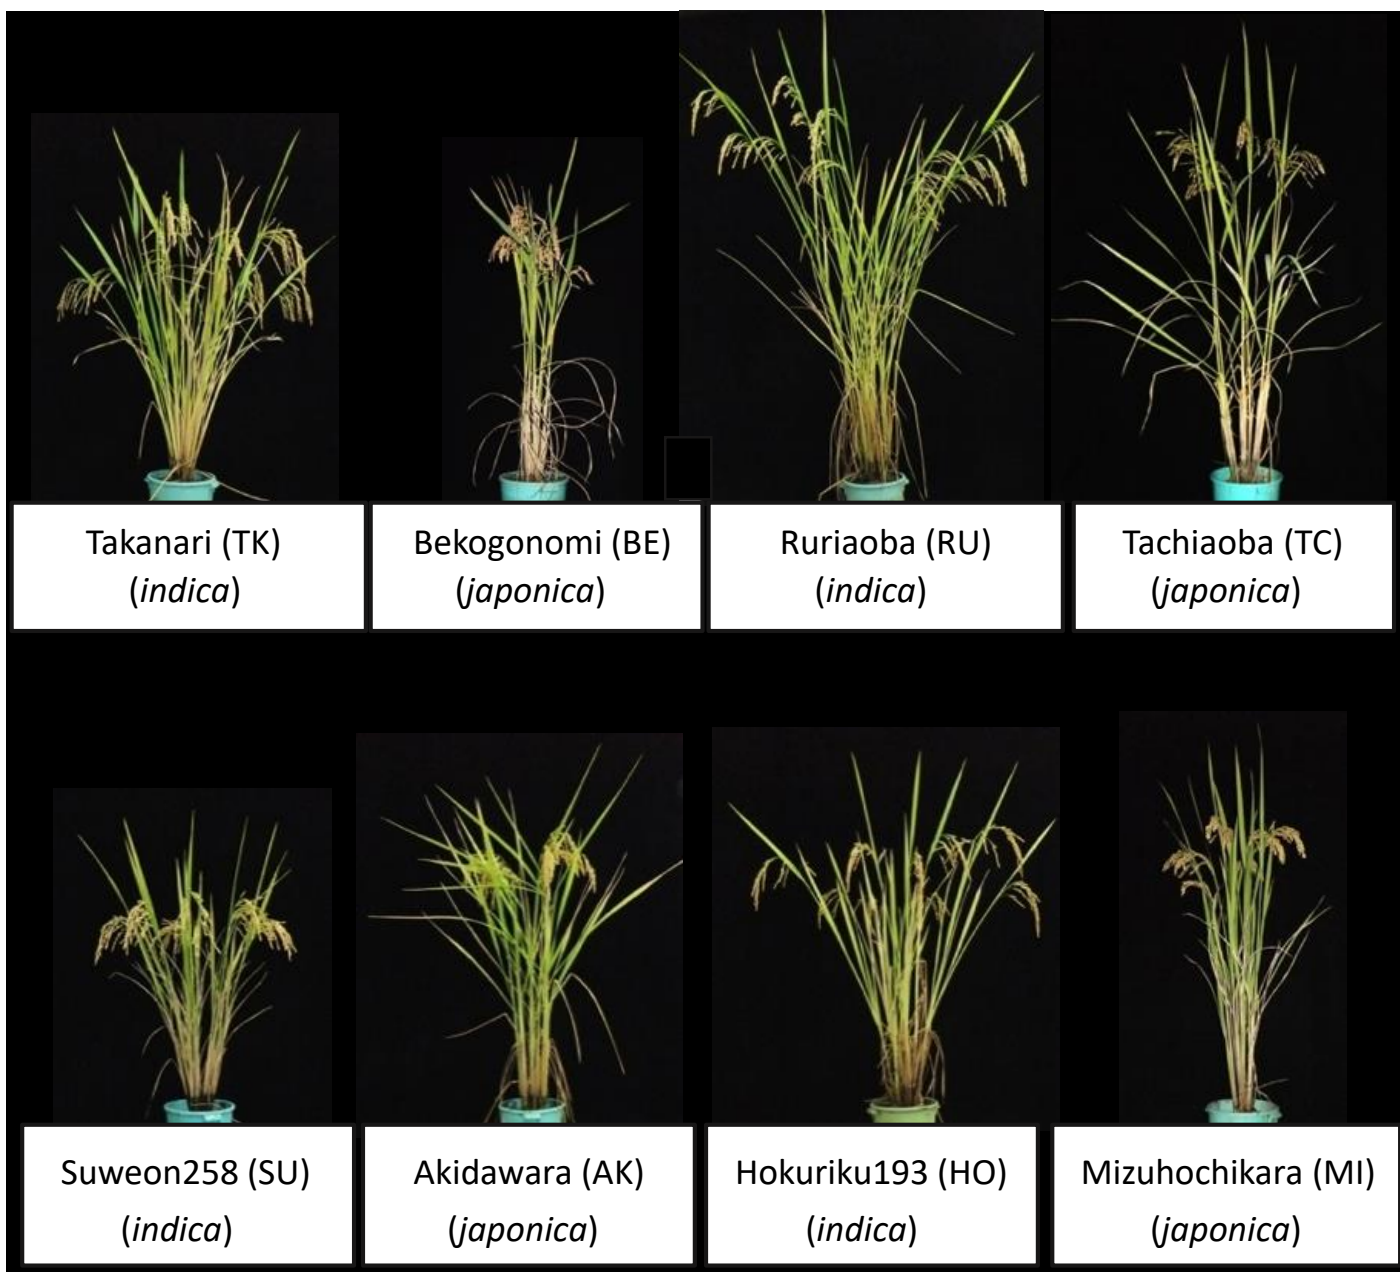 Takanari (TK)
(indica)
Bekogonomi (BE)
(japonica)
Ruriaoba (RU)
(indica)
Tachiaoba (TC)
(japonica)
Suweon258 (SU)
(indica)
Akidawara (AK)
(japonica)
Hokuriku193 (HO)
(indica)
Mizuhochikara (MI)
(japonica)